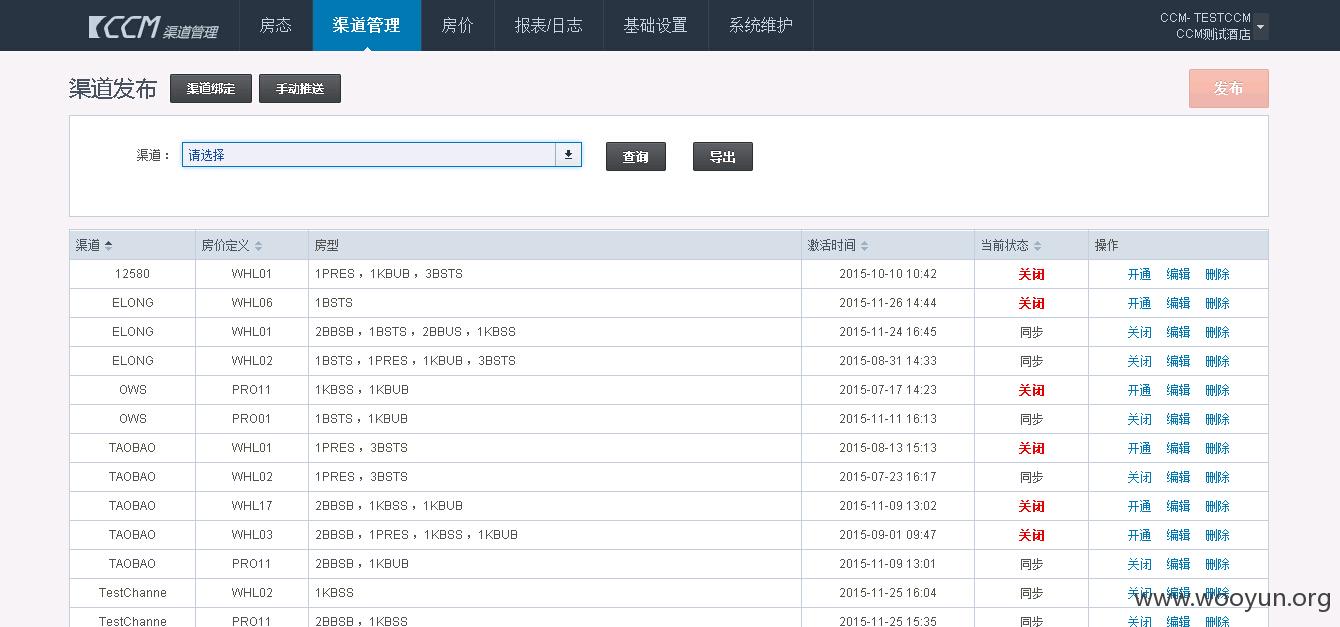 CCM 渠道管理 房态 渠道管理 房价 报表/日志 基础设置 系统维护 CCM- TESTCCM
CCM测试酒店
渠道发布 渠道绑定 手动推送 发布
渠道： 请选择 查询 导出
渠道 房价定义 房型 激活时间 当前状态 操作
12580 WHL01 1PRES，1KBUB，3BSTS 2015-10-10 10:42 关闭 开通 编辑 删除
ELONG WHL06 1BSTS 2015-11-26 14:44 关闭 开通 编辑 删除
ELONG WHL01 2BBSB，1BSTS，2BBUS，1KBSS 2015-11-24 16:45 同步 关闭 编辑 删除
ELONG WHL02 1BSTS，1PRES，1KBUB，3BSTS 2015-08-31 14:33 同步 关闭 编辑 删除
OWS PRO11 1KBSS，1KBUB 2015-07-17 14:23 关闭 开通 编辑 删除
OWS PRO01 1BSTS，1KBUB 2015-11-11 16:13 同步 关闭 编辑 删除
TAOBAO WHL01 1PRES，3BSTS 2015-08-13 15:13 关闭 开通 编辑 删除
TAOBAO WHL02 1PRES，3BSTS 2015-07-23 16:17 同步 关闭 编辑 删除
TAOBAO WHL17 2BBSB，1KBSS，1KBUB 2015-11-09 13:02 关闭 开通 编辑 删除
TAOBAO WHL03 2BBSB，1PRES，1KBSS，1KBUB 2015-09-01 09:47 关闭 开通 编辑 删除
TAOBAO PRO11 2BBSB，1KBUB 2015-11-09 13:01 同步 关闭 编辑 删除
TestChanne WHL02 1KBSS 2015-11-25 16:04 同步 关闭 编辑 删除
www.wooyun.org
TestChanne PRO11 2BBSB，1KBSS 2015-11-25 15:35 同步 关闭 编辑 删除